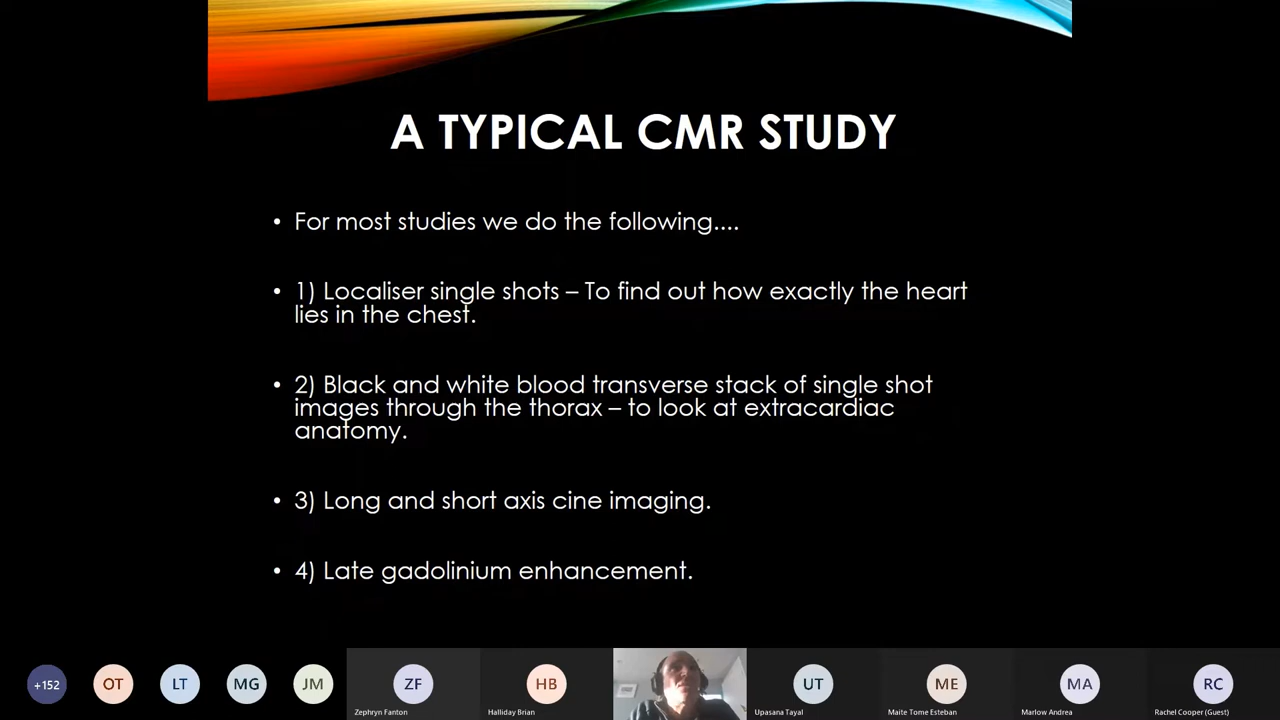 A TYPICAL CMR STUDY
• For most studies we do the following....
• 1) Localiser single shots – To find out how exactly the heart
lies in the chest.
• 2) Black and white blood transverse stack of single shot
images through the thorax – to look at extracardiac
anatomy.
• 3) Long and short axis cine imaging.
• 4) Late gadolinium enhancement.
+152
OT
LT
MG
JM
ZF
HB
UT
ME
MA
RC
Zephryn Fanton
Halliday Brian
Upasana Tayal
Maite Tome Esteban
Marlow Andrea
Rachel Cooper (Guest)